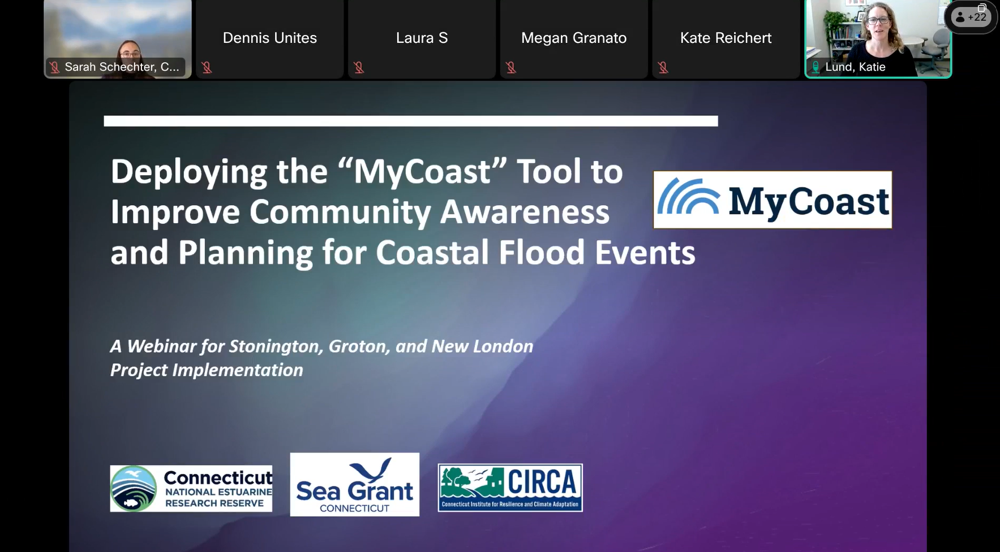 Sarah Schechter, C...
Dennis Unites
Laura S
Megan Granato
Kate Reichert
Lund, Katie
+22
Deploying the “MyCoast” Tool to
Improve Community Awareness
and Planning for Coastal Flood Events
MyCoast
A Webinar for Stonington, Groton, and New London
Project Implementation
Connecticut
NATIONAL ESTUARINE
RESEARCH RESERVE
Sea Grant
CONNECTICUT
CIRCA
Connecticut Institute for Resilience and Climate Adaptation